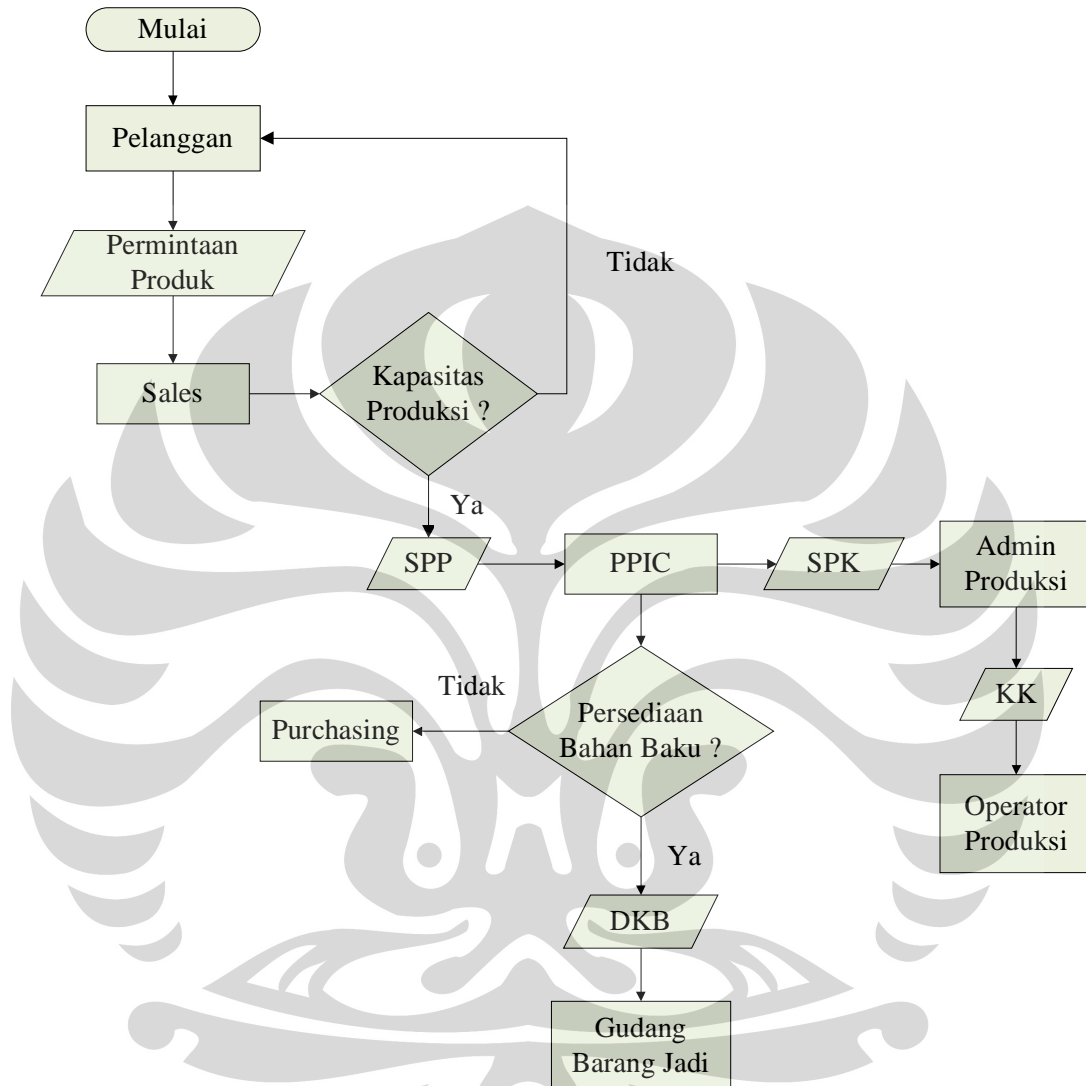 Mulai
Pelanggan
Permintaan
Produk
Tidak
Sales
Kapasitas
Produksi ?
Ya
SPP
PPIC
SPK
Admin
Produksi
Tidak
Purchasing
Persediaan
Bahan Baku ?
KK
Operator
Produksi
Ya
DKB
Gudang
Barang Jadi